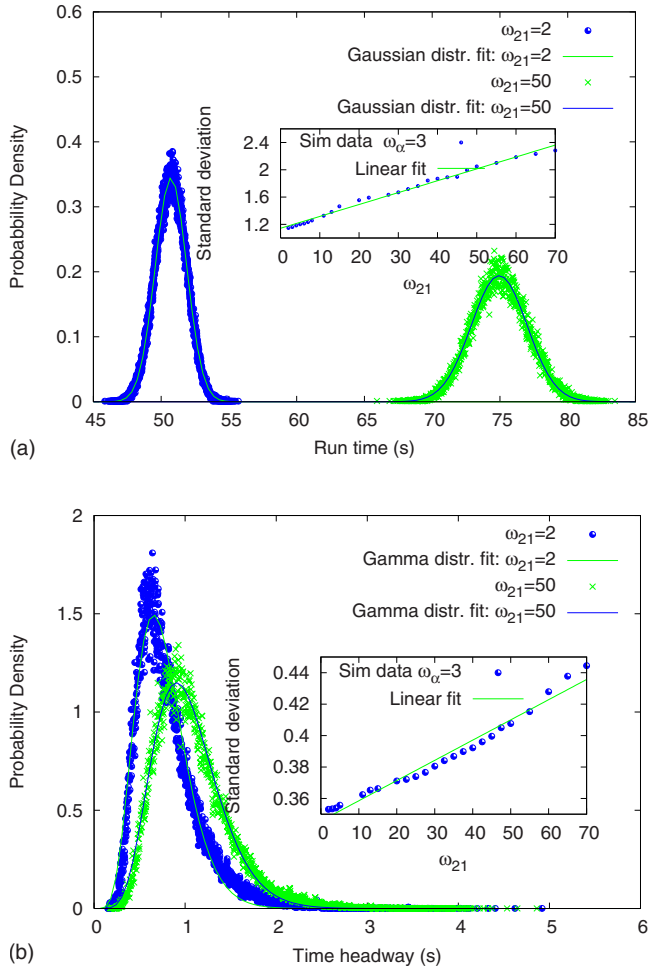 0.6
0.5
0.4
0.3
0.2
0.1
0
Probabbility Density
ω21=2
Gaussian distr. fit: ω21=2
ω21=50
Gaussian distr. fit: ω21=50
Standard deviation
2.4
2
1.6
1.2
Sim data ωα=3
Linear fit
0 10 20 30 40 50 60 70
ω21
45 50 55 60 65 70 75 80 85
Run time (s)
(a)
2
1.5
1
0.5
0
Probability Density
ω21=2
Gamma distr. fit: ω21=2
ω21=50
Gamma distr. fit: ω21=50
Standard deviation
0.44
0.4
0.36
Sim data ωα=3
Linear fit
0 10 20 30 40 50 60 70
ω21
0 1 2 3 4 5 6
Time headway (s)
(b)